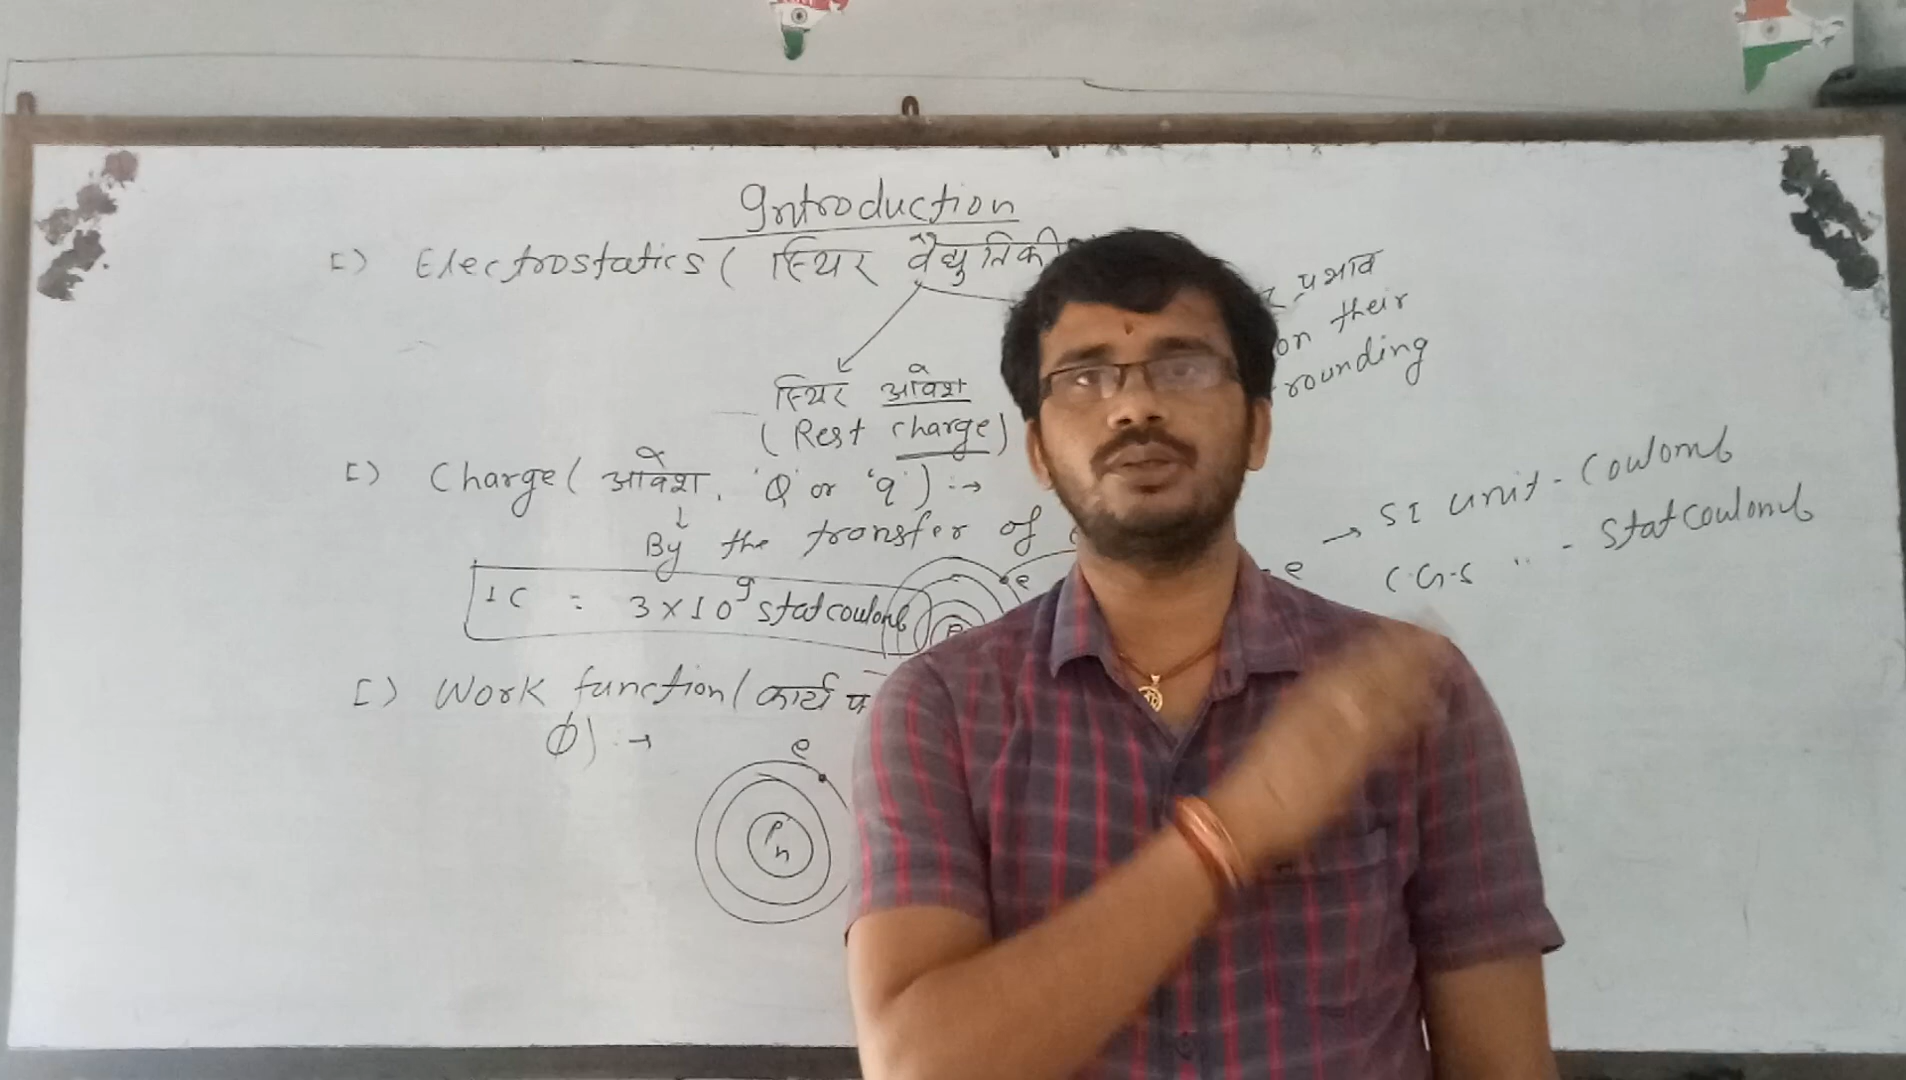 Introduction
[) Electrostatics ( स्थिर वैद्युतिकी
प्रभाव
on their
rounding
स्थिर आवेश
(Rest charge)
[) Charge ( आवेश, 'Q' or 'q') :→
By the transfer of
e
e
→ SI unit - Coulomb
C.G.S " - Statcoulomb
1C = 3×10⁹ statcoulomb
P
[) Work function ( कार्य फ
Φ) :→
e
P
n